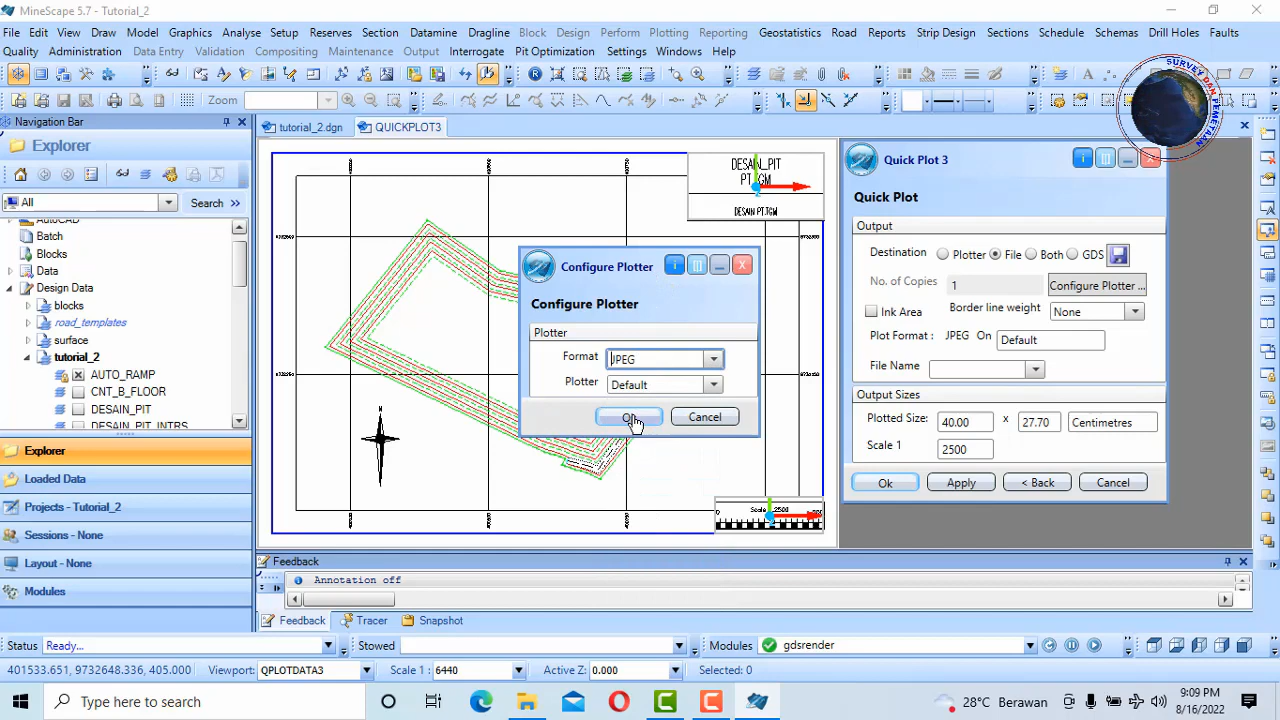 MineScape 5.7 - Tutorial_2
File Edit View Draw Model Graphics Analyse Setup Reserves Section Datamine Dragline Block Design Perform Plotting Reporting Geostatistics Road Reports Strip Design Sections Schedule Schemas Drill Holes Faults
Quality Administration Data Entry Validation Compositing Maintenance Output Interrogate Pit Optimization Settings Windows Help
SURVEY DAN PEMETAAN
Zoom
Navigation Bar
tutorial_2.dgn QUICKPLOT3
Explorer
All Search
AutoCAD
Batch
Blocks
Data
Design Data
blocks
road_templates
surface
tutorial_2
AUTO_RAMP
CNT_B_FLOOR
DESAIN_PIT
DESAIN_PIT_INTRS
Explorer
Loaded Data
Projects - Tutorial_2
Sessions - None
Layout - None
Modules
DESAIN_PIT
PT.TGM
DESAIN PT.TGM
Configure Plotter
Configure Plotter
Plotter
Format JPEG
Plotter Default
Cancel
Quick Plot 3
Quick Plot
Output
Destination Plotter File Both GDS
No. of Copies 1 Configure Plotter ...
Ink Area Border line weight None
Plot Format : JPEG On Default
File Name
Output Sizes
Plotted Size: 40.00 x 27.70 Centimetres
Scale 1 2500
Ok Apply < Back Cancel
Feedback
Annotation off
Feedback Tracer Snapshot
Status Ready... Stowed Modules gdsrender
401533.651, 9732648.336, 405.000 Viewport: QPLOTDATA3 Scale 1 : 6440 Active Z: 0.000 Selected: 0
Type here to search
28°C Berawan
9:09 PM
8/16/2022